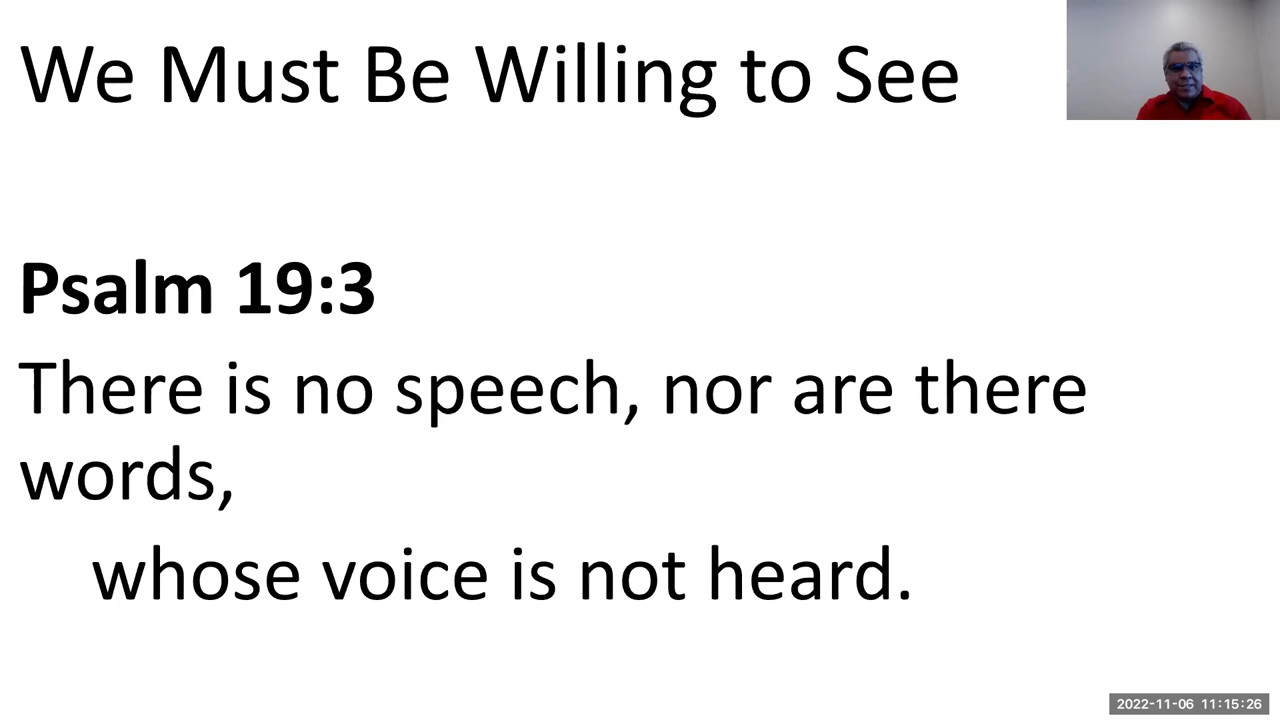 We Must Be Willing to See
Psalm 19:3
There is no speech, nor are there
words,
whose voice is not heard.
2022-11-06 11:15:26